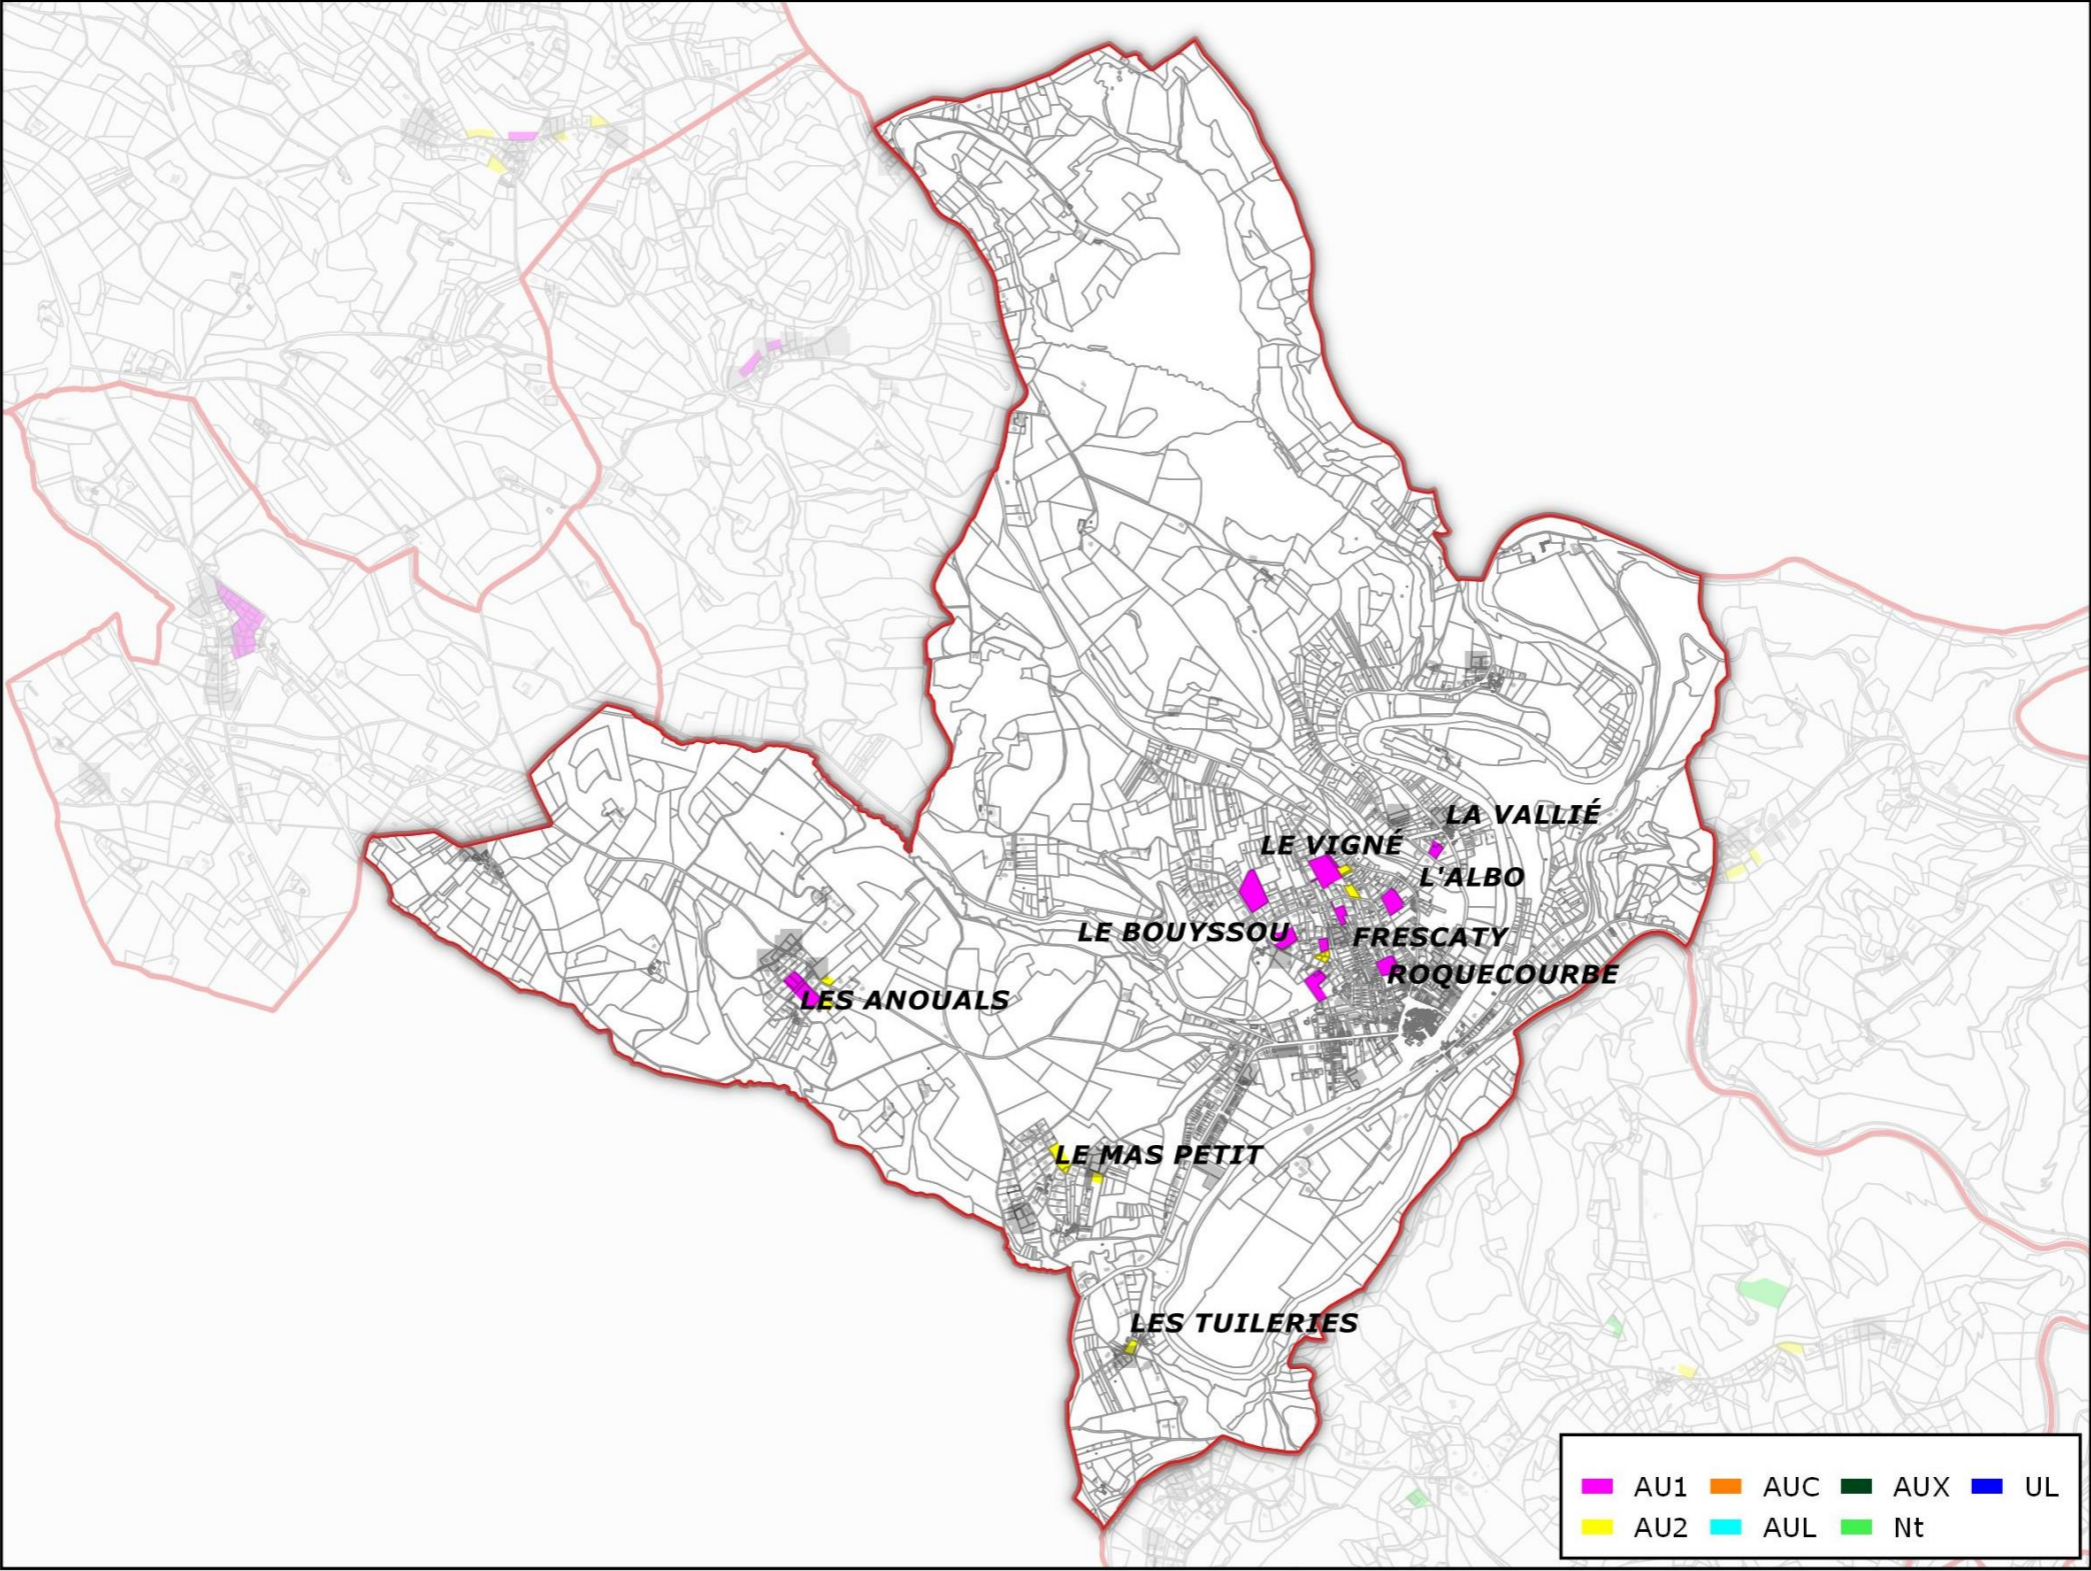 LA VALLIÉ
LE VIGNÉ
L'ALBO
LE BOUYSSOU
FRESCATY
ROQUECOURBE
LES ANOUALS
LE MAS PETIT
LES TUILERIES
AU1 AUC AUX UL
AU2 AUL Nt